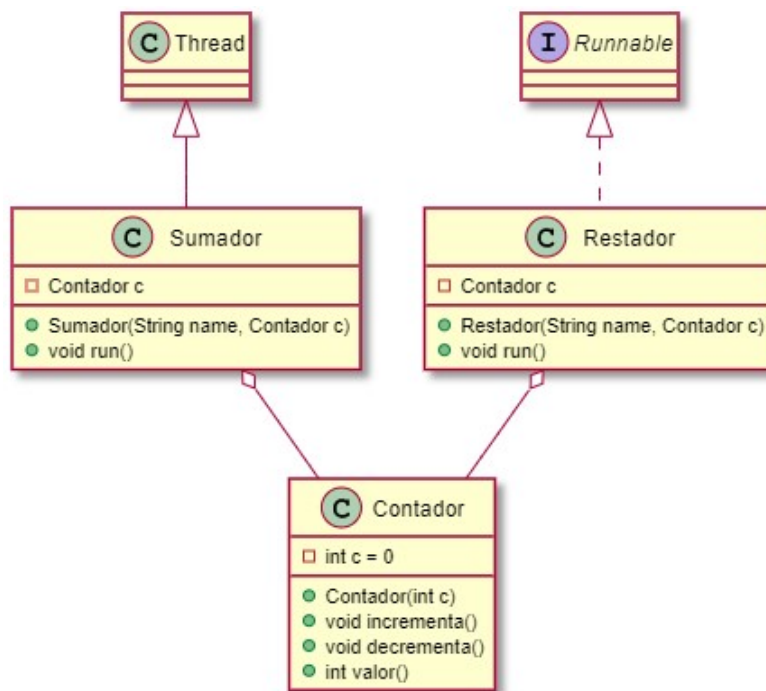 C Thread
I Runnable
C Sumador
Contador c
Sumador(String name, Contador c)
void run()
C Restador
Contador c
Restador(String name, Contador c)
void run()
C Contador
int c = 0
Contador(int c)
void incrementa()
void decrementa()
int valor()